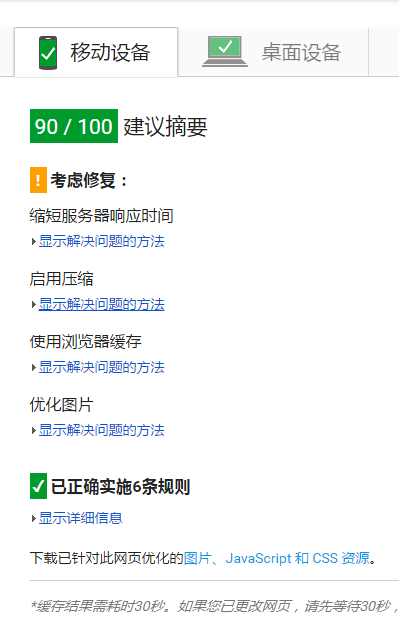 移动设备 桌面设备
90 / 100 建议摘要
! 考虑修复：
缩短服务器响应时间
显示解决问题的方法
启用压缩
显示解决问题的方法
使用浏览器缓存
显示解决问题的方法
优化图片
显示解决问题的方法
已正确实施6条规则
显示详细信息
下载已针对此网页优化的图片、JavaScript 和 CSS 资源。
*缓存结果需耗时30秒。如果您已更改网页，请先等待30秒，